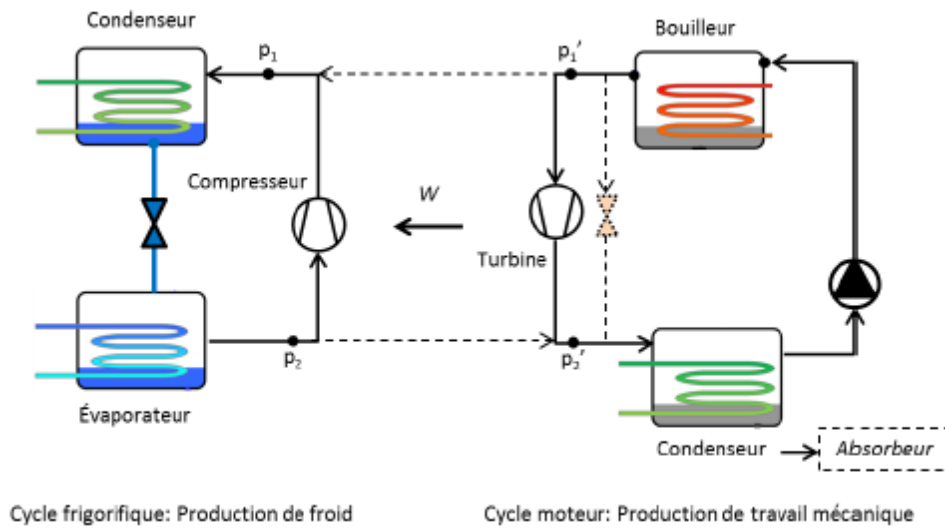 Condenseur
Bouilleur
p₁
p₁’
Compresseur
W
Turbine
p₂
p₂’
Évaporateur
Condenseur
Absorbeur
Cycle frigorifique: Production de froid
Cycle moteur: Production de travail mécanique